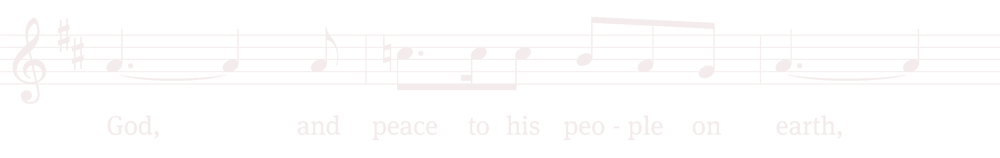 God, and peace to his peo - ple on earth,